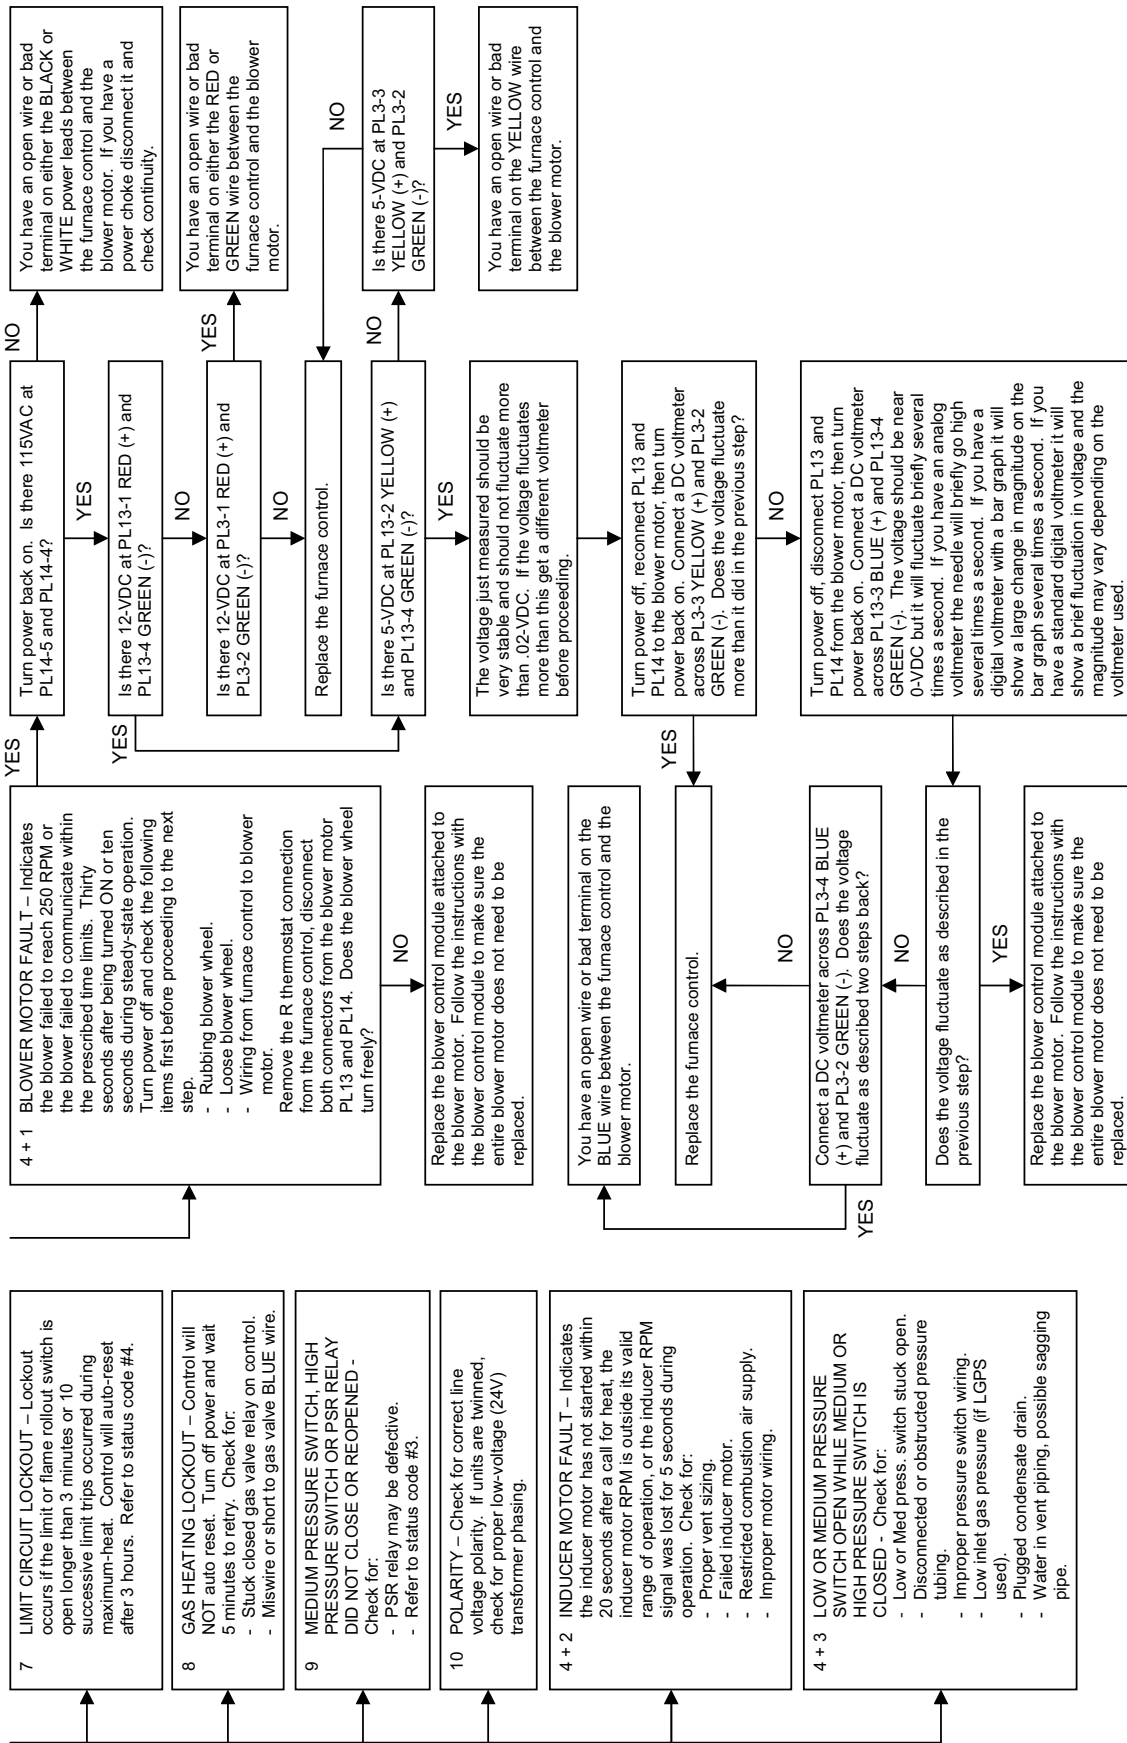 7 LIMIT CIRCUIT LOCKOUT – Lockout
occurs if the limit or flame rollout switch is
open longer than 3 minutes or 10
successive limit trips occurred during
maximum-heat. Control will auto-reset
after 3 hours. Refer to status code #4.
8 GAS HEATING LOCKOUT – Control will
NOT auto reset. Turn off power and wait
5 minutes to retry. Check for:
- Stuck closed gas valve relay on control.
- Miswire or short to gas valve BLUE wire.
9 MEDIUM PRESSURE SWITCH, HIGH
PRESSURE SWITCH OR PSR RELAY
DID NOT CLOSE OR REOPENED -
Check for:
- PSR relay may be defective.
- Refer to status code #3.
10 POLARITY – Check for correct line
voltage polarity. If units are twinned,
check for proper low-voltage (24V)
transformer phasing.
4 + 2 INDUCER MOTOR FAULT – Indicates
the inducer motor has not started within
20 seconds after a call for heat, the
inducer motor RPM is outside its valid
range of operation, or the inducer RPM
signal was lost for 5 seconds during
operation. Check for:
- Proper vent sizing.
- Failed inducer motor.
- Restricted combustion air supply.
- Improper motor wiring.
4 + 3 LOW OR MEDIUM PRESSURE
SWITCH OPEN WHILE MEDIUM OR
HIGH PRESSURE SWITCH IS
CLOSED - Check for:
- Low or Med press. switch stuck open.
- Disconnected or obstructed pressure
tubing.
- Improper pressure switch wiring.
- Low inlet gas pressure (if LGPS
used).
- Plugged condensate drain.
- Water in vent piping, possible sagging
pipe.
4 + 1 BLOWER MOTOR FAULT – Indicates
the blower failed to reach 250 RPM or
the blower failed to communicate within
the prescribed time limits. Thirty
seconds after being turned ON or ten
seconds during steady-state operation.
Turn power off and check the following
items first before proceeding to the next
step.
- Rubbing blower wheel.
- Loose blower wheel.
- Wiring from furnace control to blower
motor.
Remove the R thermostat connection
from the furnace control, disconnect
both connectors from the blower motor
PL13 and PL14. Does the blower wheel
turn freely?
NO
Replace the blower control module attached to
the blower motor. Follow the instructions with
the blower control module to make sure the
entire blower motor does not need to be
replaced.
You have an open wire or bad terminal on the
BLUE wire between the furnace control and the
blower motor.
Replace the furnace control.
NO
Connect a DC voltmeter across PL3-4 BLUE
(+) and PL3-2 GREEN (-). Does the voltage
fluctuate as described two steps back?
YES
NO
Does the voltage fluctuate as described in the
previous step?
YES
Replace the blower control module attached to
the blower motor. Follow the instructions with
the blower control module to make sure the
entire blower motor does not need to be
replaced.
YES
Turn power back on. Is there 115VAC at
PL14-5 and PL14-4?
YES
Is there 12-VDC at PL13-1 RED (+) and
PL13-4 GREEN (-)?
YES
NO
Is there 12-VDC at PL3-1 RED (+) and
PL3-2 GREEN (-)?
NO
Replace the furnace control.
Is there 5-VDC at PL13-2 YELLOW (+)
and PL13-4 GREEN (-)?
YES
The voltage just measured should be
very stable and should not fluctuate more
than .02-VDC. If the voltage fluctuates
more than this get a different voltmeter
before proceeding.
Turn power off, reconnect PL13 and
PL14 to the blower motor, then turn
power back on. Connect a DC voltmeter
across PL3-3 YELLOW (+) and PL3-2
GREEN (-). Does the voltage fluctuate
more than it did in the previous step?
YES
NO
Turn power off, disconnect PL13 and
PL14 from the blower motor, then turn
power back on. Connect a DC voltmeter
across PL13-3 BLUE (+) and PL13-4
GREEN (-). The voltage should be near
0-VDC but it will fluctuate briefly several
times a second. If you have an analog
voltmeter the needle will briefly go high
several times a second. If you have a
digital voltmeter with a bar graph it will
show a large change in magnitude on the
bar graph several times a second. If you
have a standard digital voltmeter it will
show a brief fluctuation in voltage and the
magnitude may vary depending on the
voltmeter used.
NO
You have an open wire or bad
terminal on either the BLACK or
WHITE power leads between
the furnace control and the
blower motor. If you have a
power choke disconnect it and
check continuity.
YES
You have an open wire or bad
terminal on either the RED or
GREEN wire between the
furnace control and the blower
motor.
NO
NO
Is there 5-VDC at PL3-3
YELLOW (+) and PL3-2
GREEN (-)?
YES
You have an open wire or bad
terminal on the YELLOW wire
between the furnace control and
the blower motor.